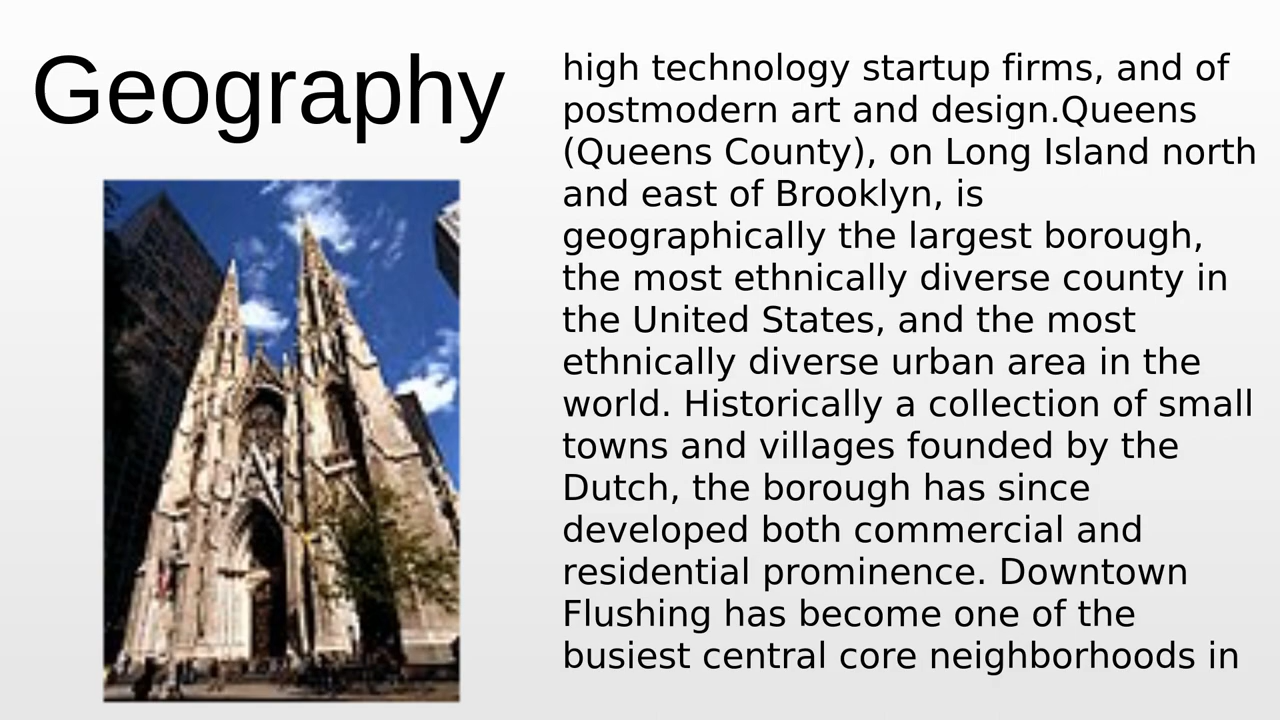 Geography
high technology startup firms, and of
postmodern art and design.Queens
(Queens County), on Long Island north
and east of Brooklyn, is
geographically the largest borough,
the most ethnically diverse county in
the United States, and the most
ethnically diverse urban area in the
world. Historically a collection of small
towns and villages founded by the
Dutch, the borough has since
developed both commercial and
residential prominence. Downtown
Flushing has become one of the
busiest central core neighborhoods in